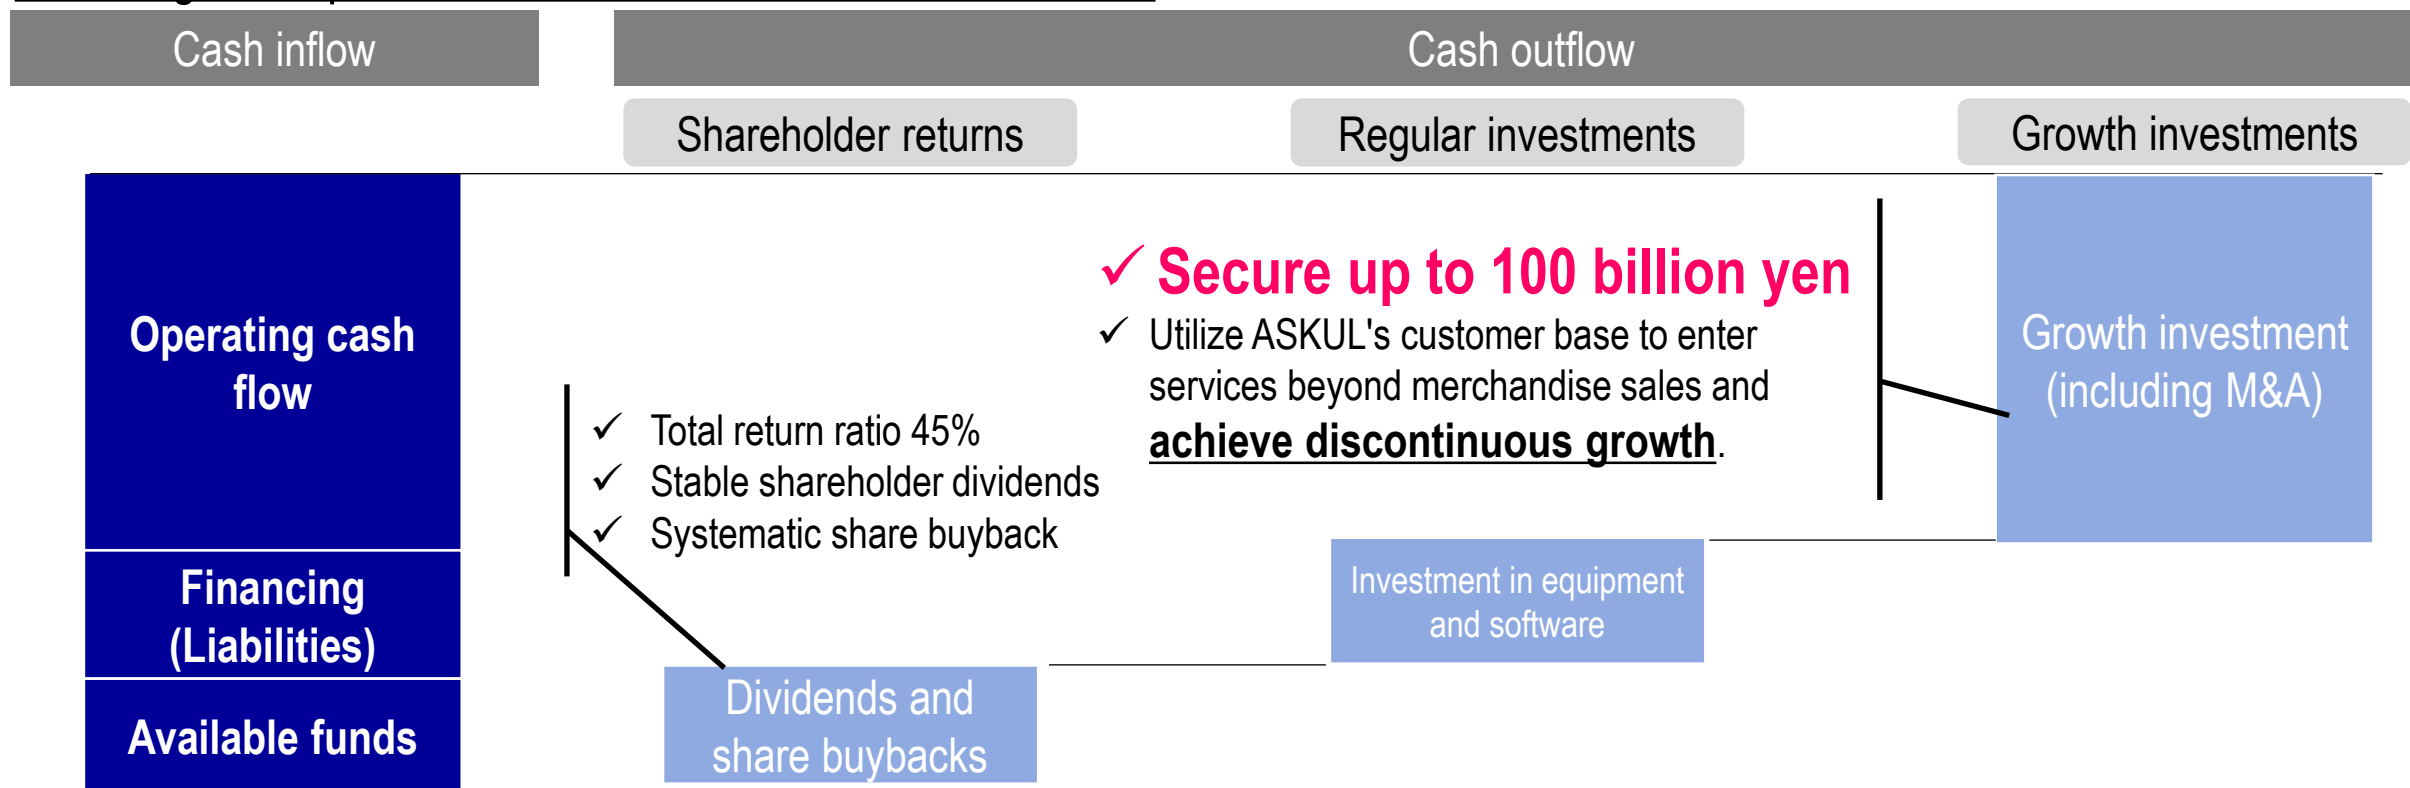 Cash inflow
Cash outflow
Shareholder returns
Regular investments
Growth investments
Operating cash
flow
Financing
(Liabilities)
Available funds
✓ Total return ratio 45%
✓ Stable shareholder dividends
✓ Systematic share buyback
Dividends and
share buybacks
✓ Secure up to 100 billion yen
✓ Utilize ASKUL's customer base to enter
services beyond merchandise sales and
achieve discontinuous growth.
Investment in equipment
and software
Growth investment
(including M&A)